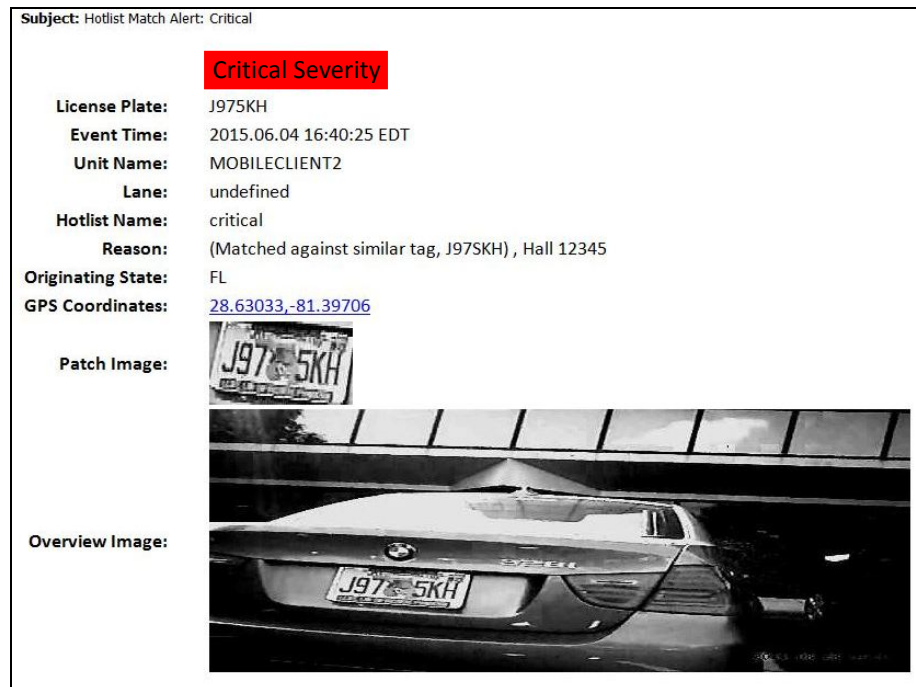 Subject: Hotlist Match Alert: Critical
Critical Severity
License Plate: J975KH
Event Time: 2015.06.04 16:40:25 EDT
Unit Name: MOBILECLIENT2
Lane: undefined
Hotlist Name: critical
Reason: (Matched against similar tag, J97SKH) , Hall 12345
Originating State: FL
GPS Coordinates: 28.63033,-81.39706
Patch Image:
J97 5KH
Overview Image:
328i
J97 5KH